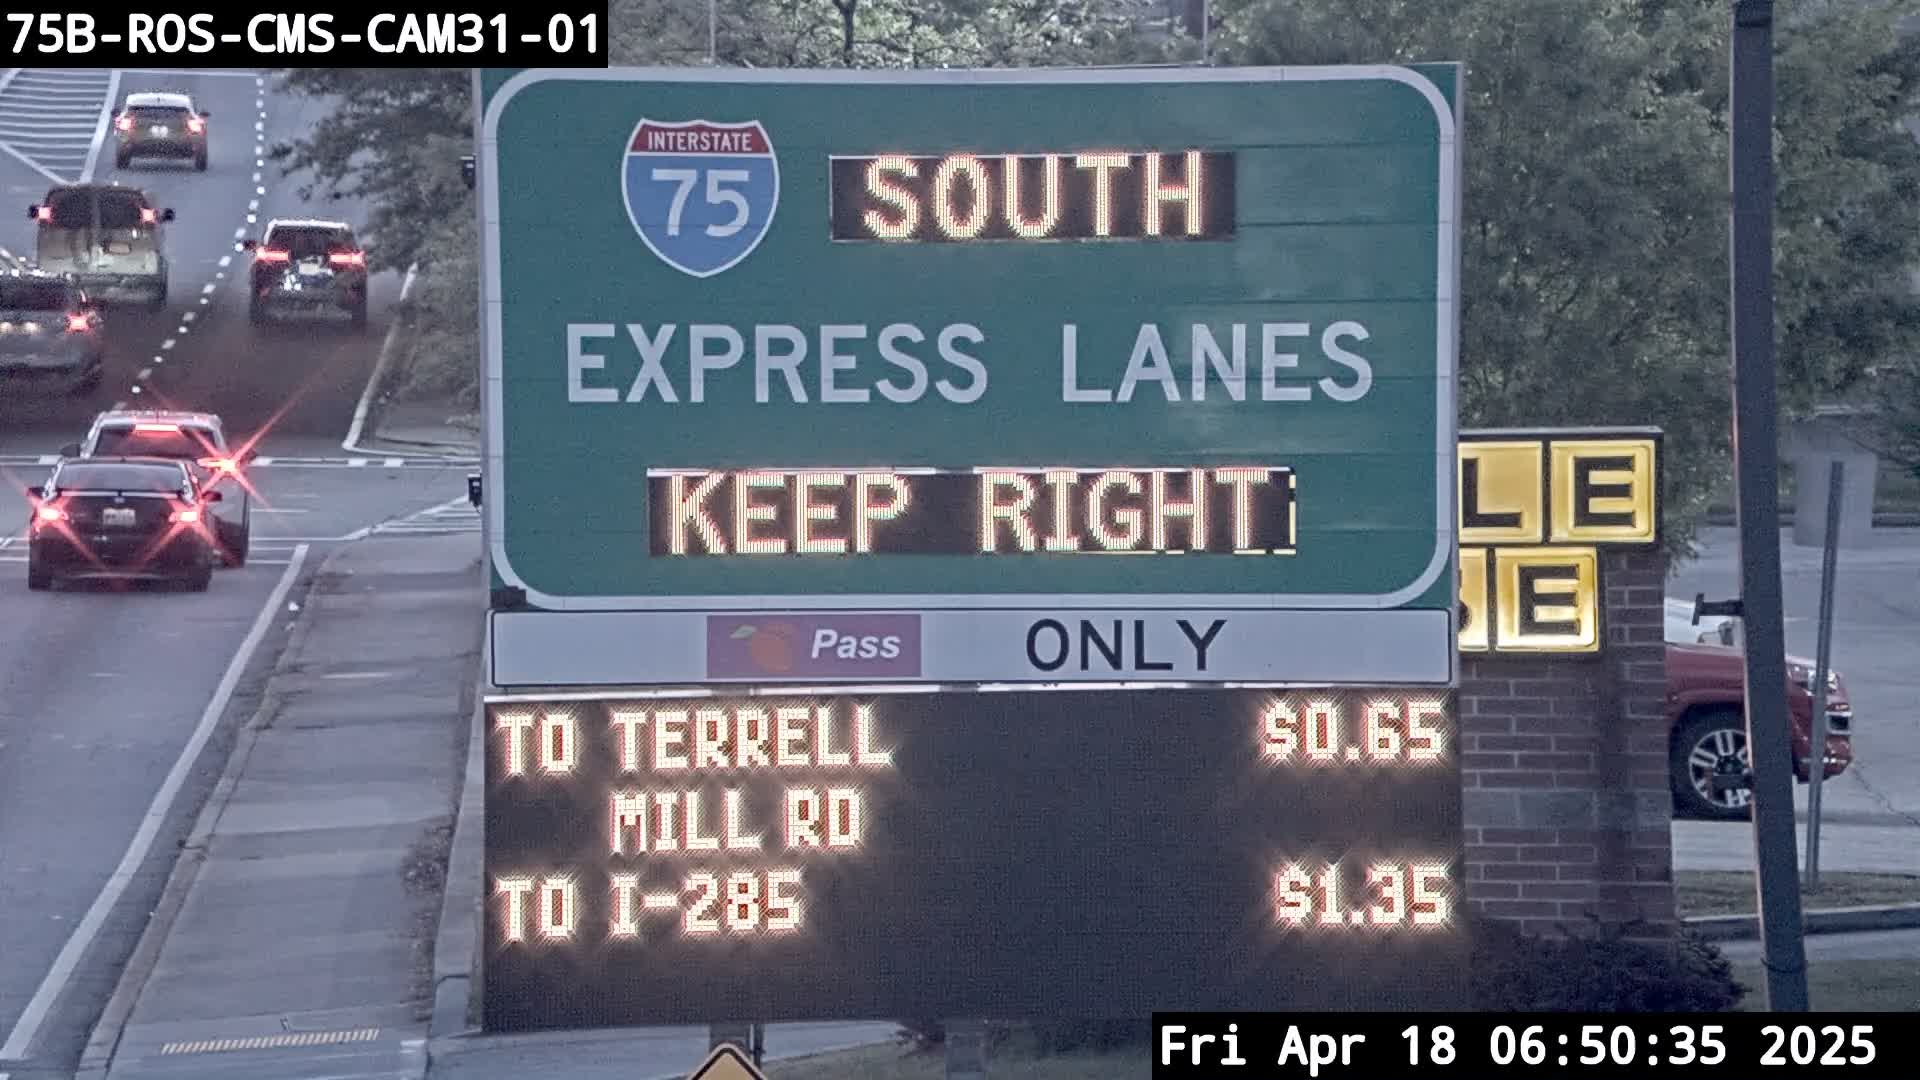 75B-ROS-CMS-CAM31-01
INTERSTATE
75
SOUTH
EXPRESS LANES
KEEP RIGHT
Pass ONLY
TO TERRELL $0.65
MILL RD
TO I-285 $1.35
LE
E
Fri Apr 18 06:50:35 2025